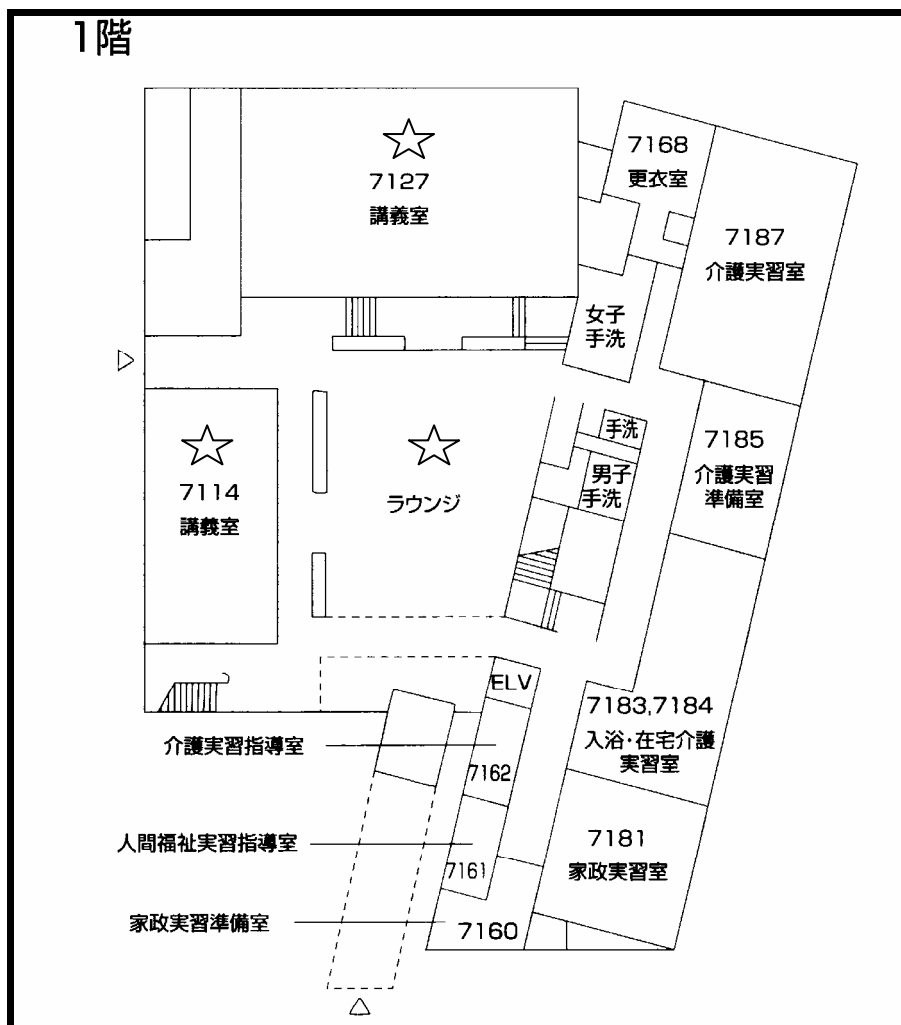 1階
☆
7127
講義室
7168
更衣室
7187
介護実習室
女子
手洗
☆
7114
講義室
☆
ラウンジ
手洗
男子
手洗
7185
介護実習
準備室
ELV
7183,7184
入浴・在宅介護
実習室
介護実習指導室
7162
人間福祉実習指導室
7161
7181
家政実習室
家政実習準備室
7160